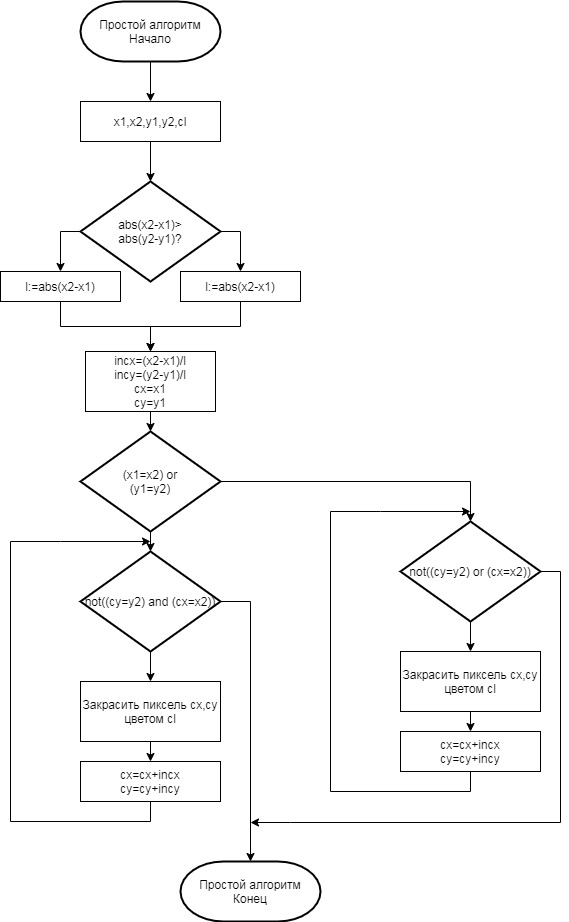 Простой алгоритм
Начало
x1,x2,y1,y2,cl
abs(x2-x1)>
abs(y2-y1)?
l:=abs(x2-x1)
l:=abs(x2-x1)
incx=(x2-x1)/l
incy=(y2-y1)/l
cx=x1
cy=y1
(x1=x2) or
(y1=y2)
not((cy=y2) and (cx=x2))
Закрасить пиксель cx,cy
цветом cl
cx=cx+incx
cy=cy+incy
not((cy=y2) or (cx=x2))
Закрасить пиксель cx,cy
цветом cl
cx=cx+incx
cy=cy+incy
Простой алгоритм
Конец